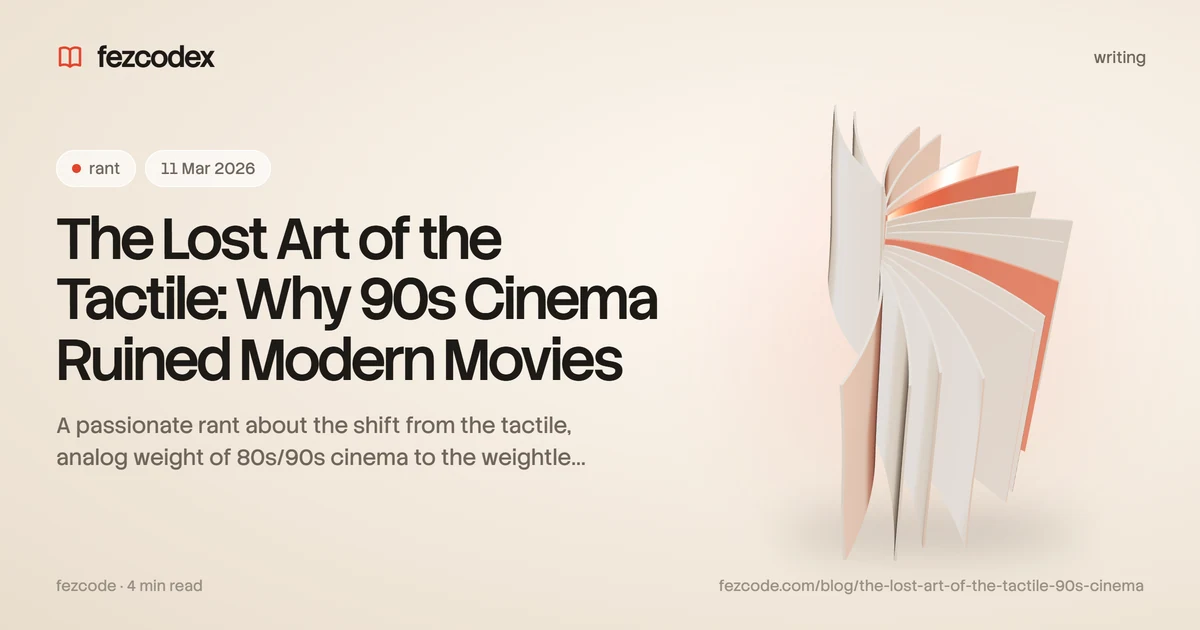 fezcodex
writing
rant
11 Mar 2026
The Lost Art of the
Tactile: Why 90s Cinema
Ruined Modern Movies
A passionate rant about the shift from the tactile,
analog weight of 80s/90s cinema to the weightle...
fezcode · 4 min read
fezcode.com/blog/the-lost-art-of-the-tactile-90s-cinema